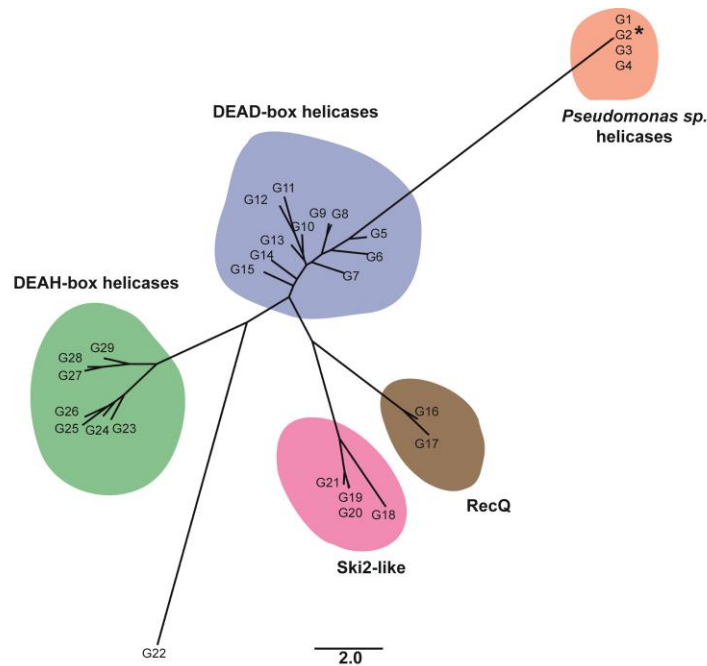 G1
G2*
G3
G4
Pseudomonas sp.
helicases
DEAD-box helicases
G11
G12
G9 G8
G10
G5
G13
G6
G14
G7
G15
DEAH-box helicases
G29
G28
G27
G26
G25 G24 G23
G16
G17
RecQ
G21
G19
G20 G18
Ski2-like
G22
2.0